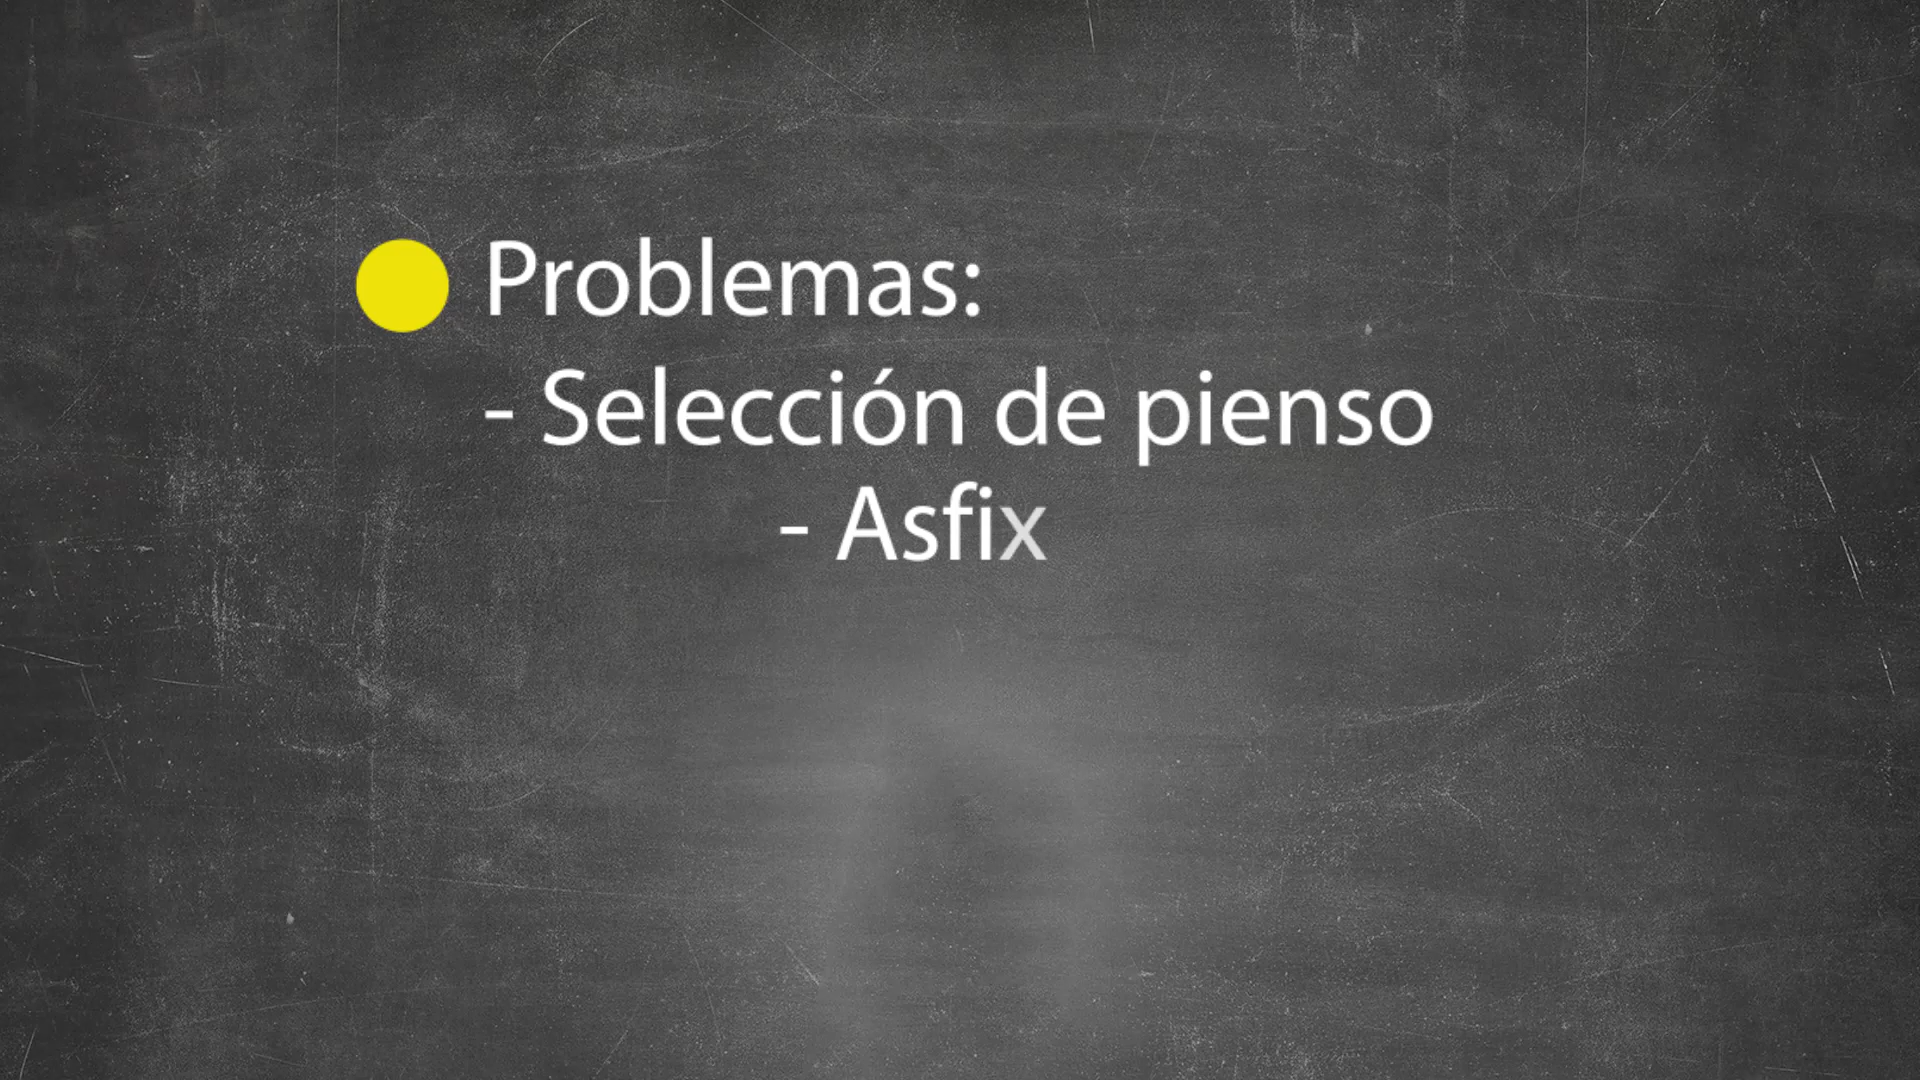 Problemas:
- Selección de pienso
- Asfix